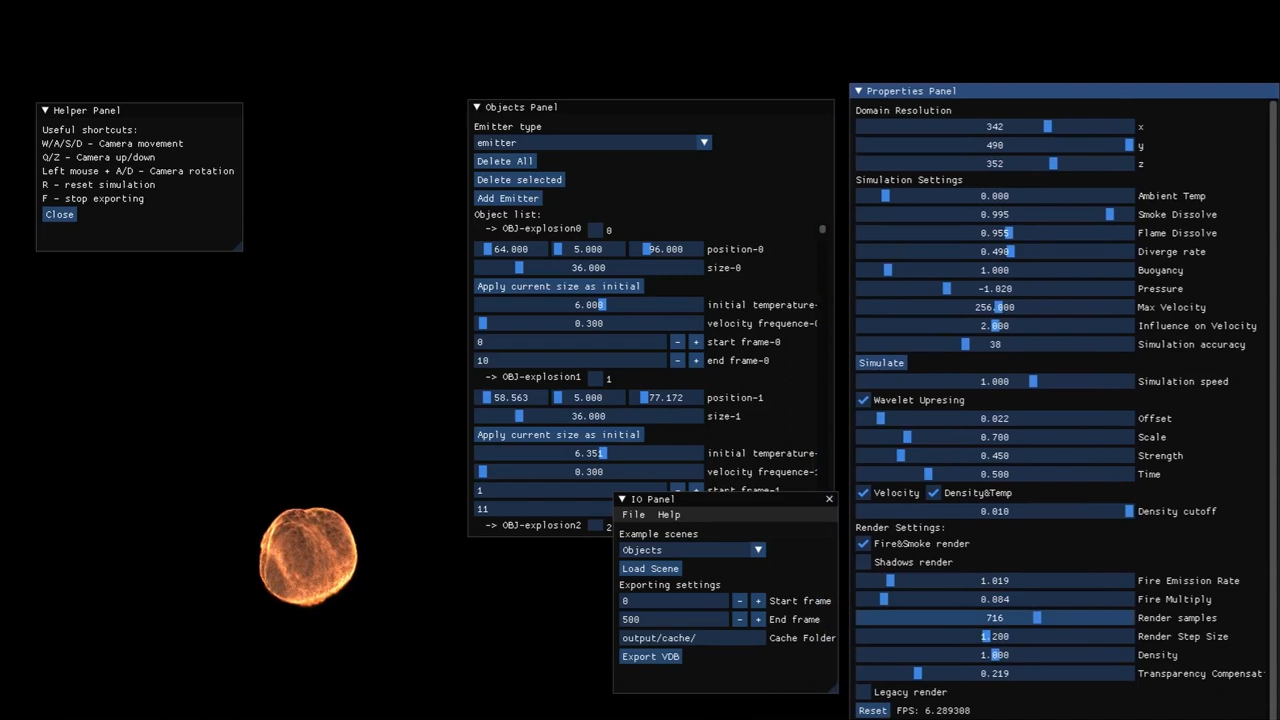 Helper Panel
Useful shortcuts:
W/A/S/D - Camera movement
Q/Z - Camera up/down
Left mouse + A/D - Camera rotation
R - reset simulation
F - stop exporting
Close
Objects Panel
Emitter type
emitter
Delete All
Delete selected
Add Emitter
Object list:
-> OBJ-explosion0 0
64.000 5.000 96.000 position-0
36.000 size-0
Apply current size as initial
6.000 initial temperature-
0.300 velocity frequence-0
0 - + start frame-0
10 - + end frame-0
-> OBJ-explosion1 1
58.563 5.000 77.172 position-1
36.000 size-1
Apply current size as initial
6.351 initial temperature-
0.300 velocity frequence-1
1 - + start frame-1
11
-> OBJ-explosion2 2
IO Panel
File Help
Example scenes
Objects
Load Scene
Exporting settings
0 - + Start frame
500 - + End frame
output/cache/ Cache Folder
Export VDB
Properties Panel
Domain Resolution
342 x
490 y
352 z
Simulation Settings
0.000 Ambient Temp
0.995 Smoke Dissolve
0.955 Flame Dissolve
0.490 Diverge rate
1.000 Buoyancy
-1.020 Pressure
256.000 Max Velocity
2.000 Influence on Velocity
38 Simulation accuracy
Simulate
1.000 Simulation speed
Wavelet Upresing
0.022 Offset
0.700 Scale
0.450 Strength
0.500 Time
Velocity Density&Temp
0.010 Density cutoff
Render Settings:
Fire&Smoke render
Shadows render
1.019 Fire Emission Rate
0.084 Fire Multiply
716 Render samples
1.200 Render Step Size
1.000 Density
0.219 Transparency Compensat
Legacy render
Reset FPS: 6.289308